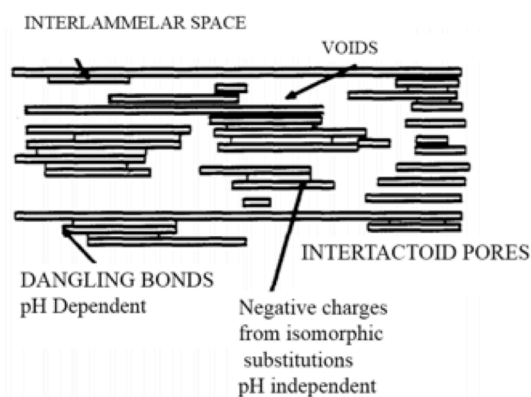 INTERLAMMELAR SPACE
VOIDS
INTERTACTOID PORES
DANGLING BONDS
pH Dependent
Negative charges
from isomorphic
substitutions
pH independent